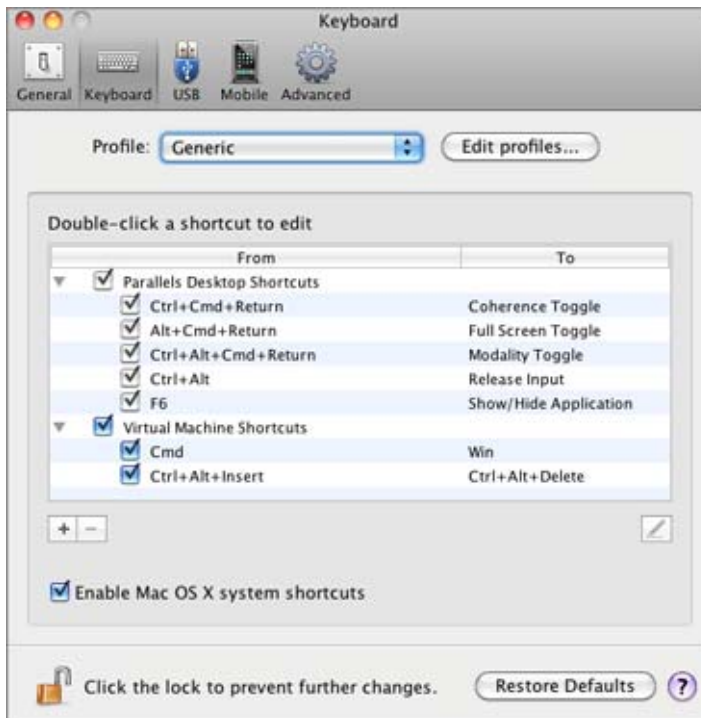 Keyboard
General Keyboard USB Mobile Advanced
Profile: Generic Edit profiles...
Double-click a shortcut to edit
From To
Parallels Desktop Shortcuts
Ctrl+Cmd+Return Coherence Toggle
Alt+Cmd+Return Full Screen Toggle
Ctrl+Alt+Cmd+Return Modality Toggle
Ctrl+Alt Release Input
F6 Show/Hide Application
Virtual Machine Shortcuts
Cmd Win
Ctrl+Alt+Insert Ctrl+Alt+Delete
+ −
Enable Mac OS X system shortcuts
Click the lock to prevent further changes. Restore Defaults ?